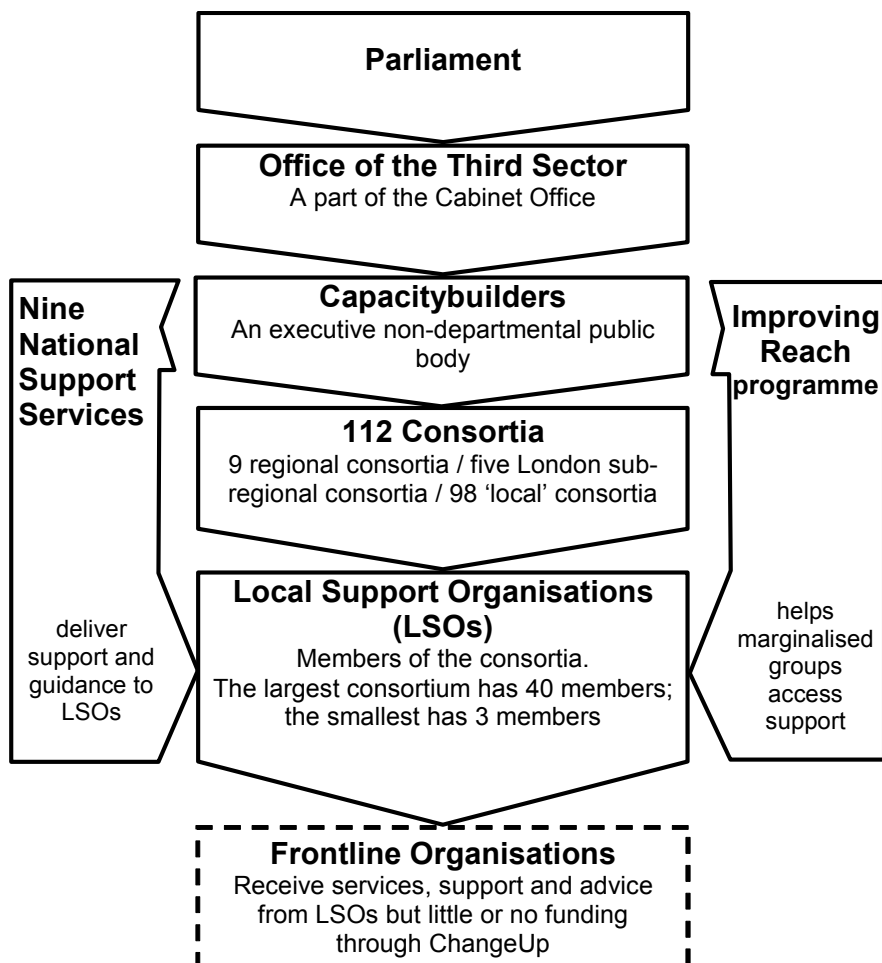 Parliament
Office of the Third Sector
A part of the Cabinet Office
Capacitybuilders
An executive non-departmental public
body
Nine
National
Support
Services
Improving
Reach
programme
112 Consortia
9 regional consortia / five London sub-
regional consortia / 98 ‘local’ consortia
Local Support Organisations
(LSOs)
Members of the consortia.
The largest consortium has 40 members;
the smallest has 3 members
deliver
support and
guidance to
LSOs
helps
marginalised
groups
access
support
Frontline Organisations
Receive services, support and advice
from LSOs but little or no funding
through ChangeUp